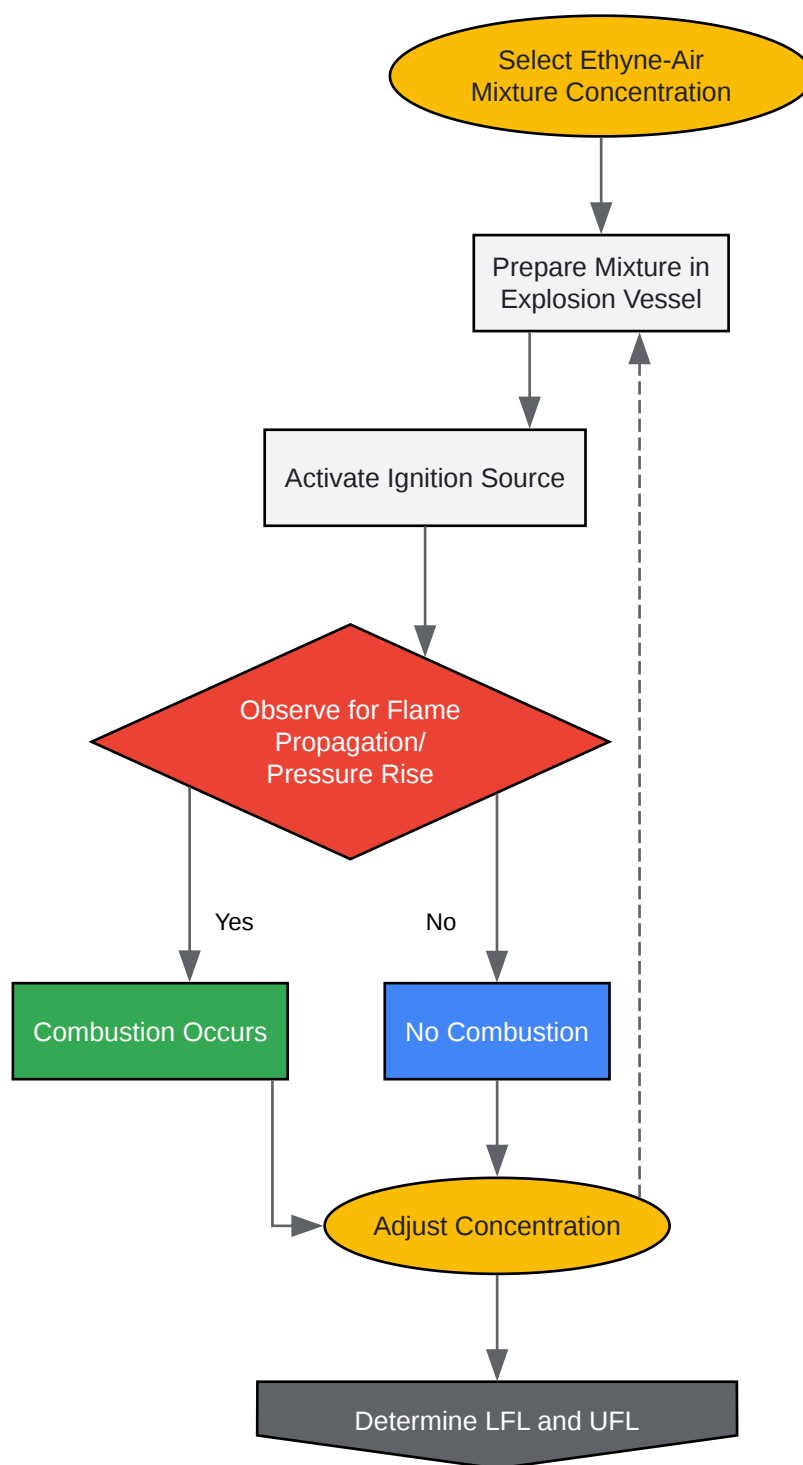 Select Ethyne-Air
Mixture Concentration
Prepare Mixture in
Explosion Vessel
Activate Ignition Source
Observe for Flame
Propagation/
Pressure Rise
Yes
No
Combustion Occurs
No Combustion
Adjust Concentration
Determine LFL and UFL